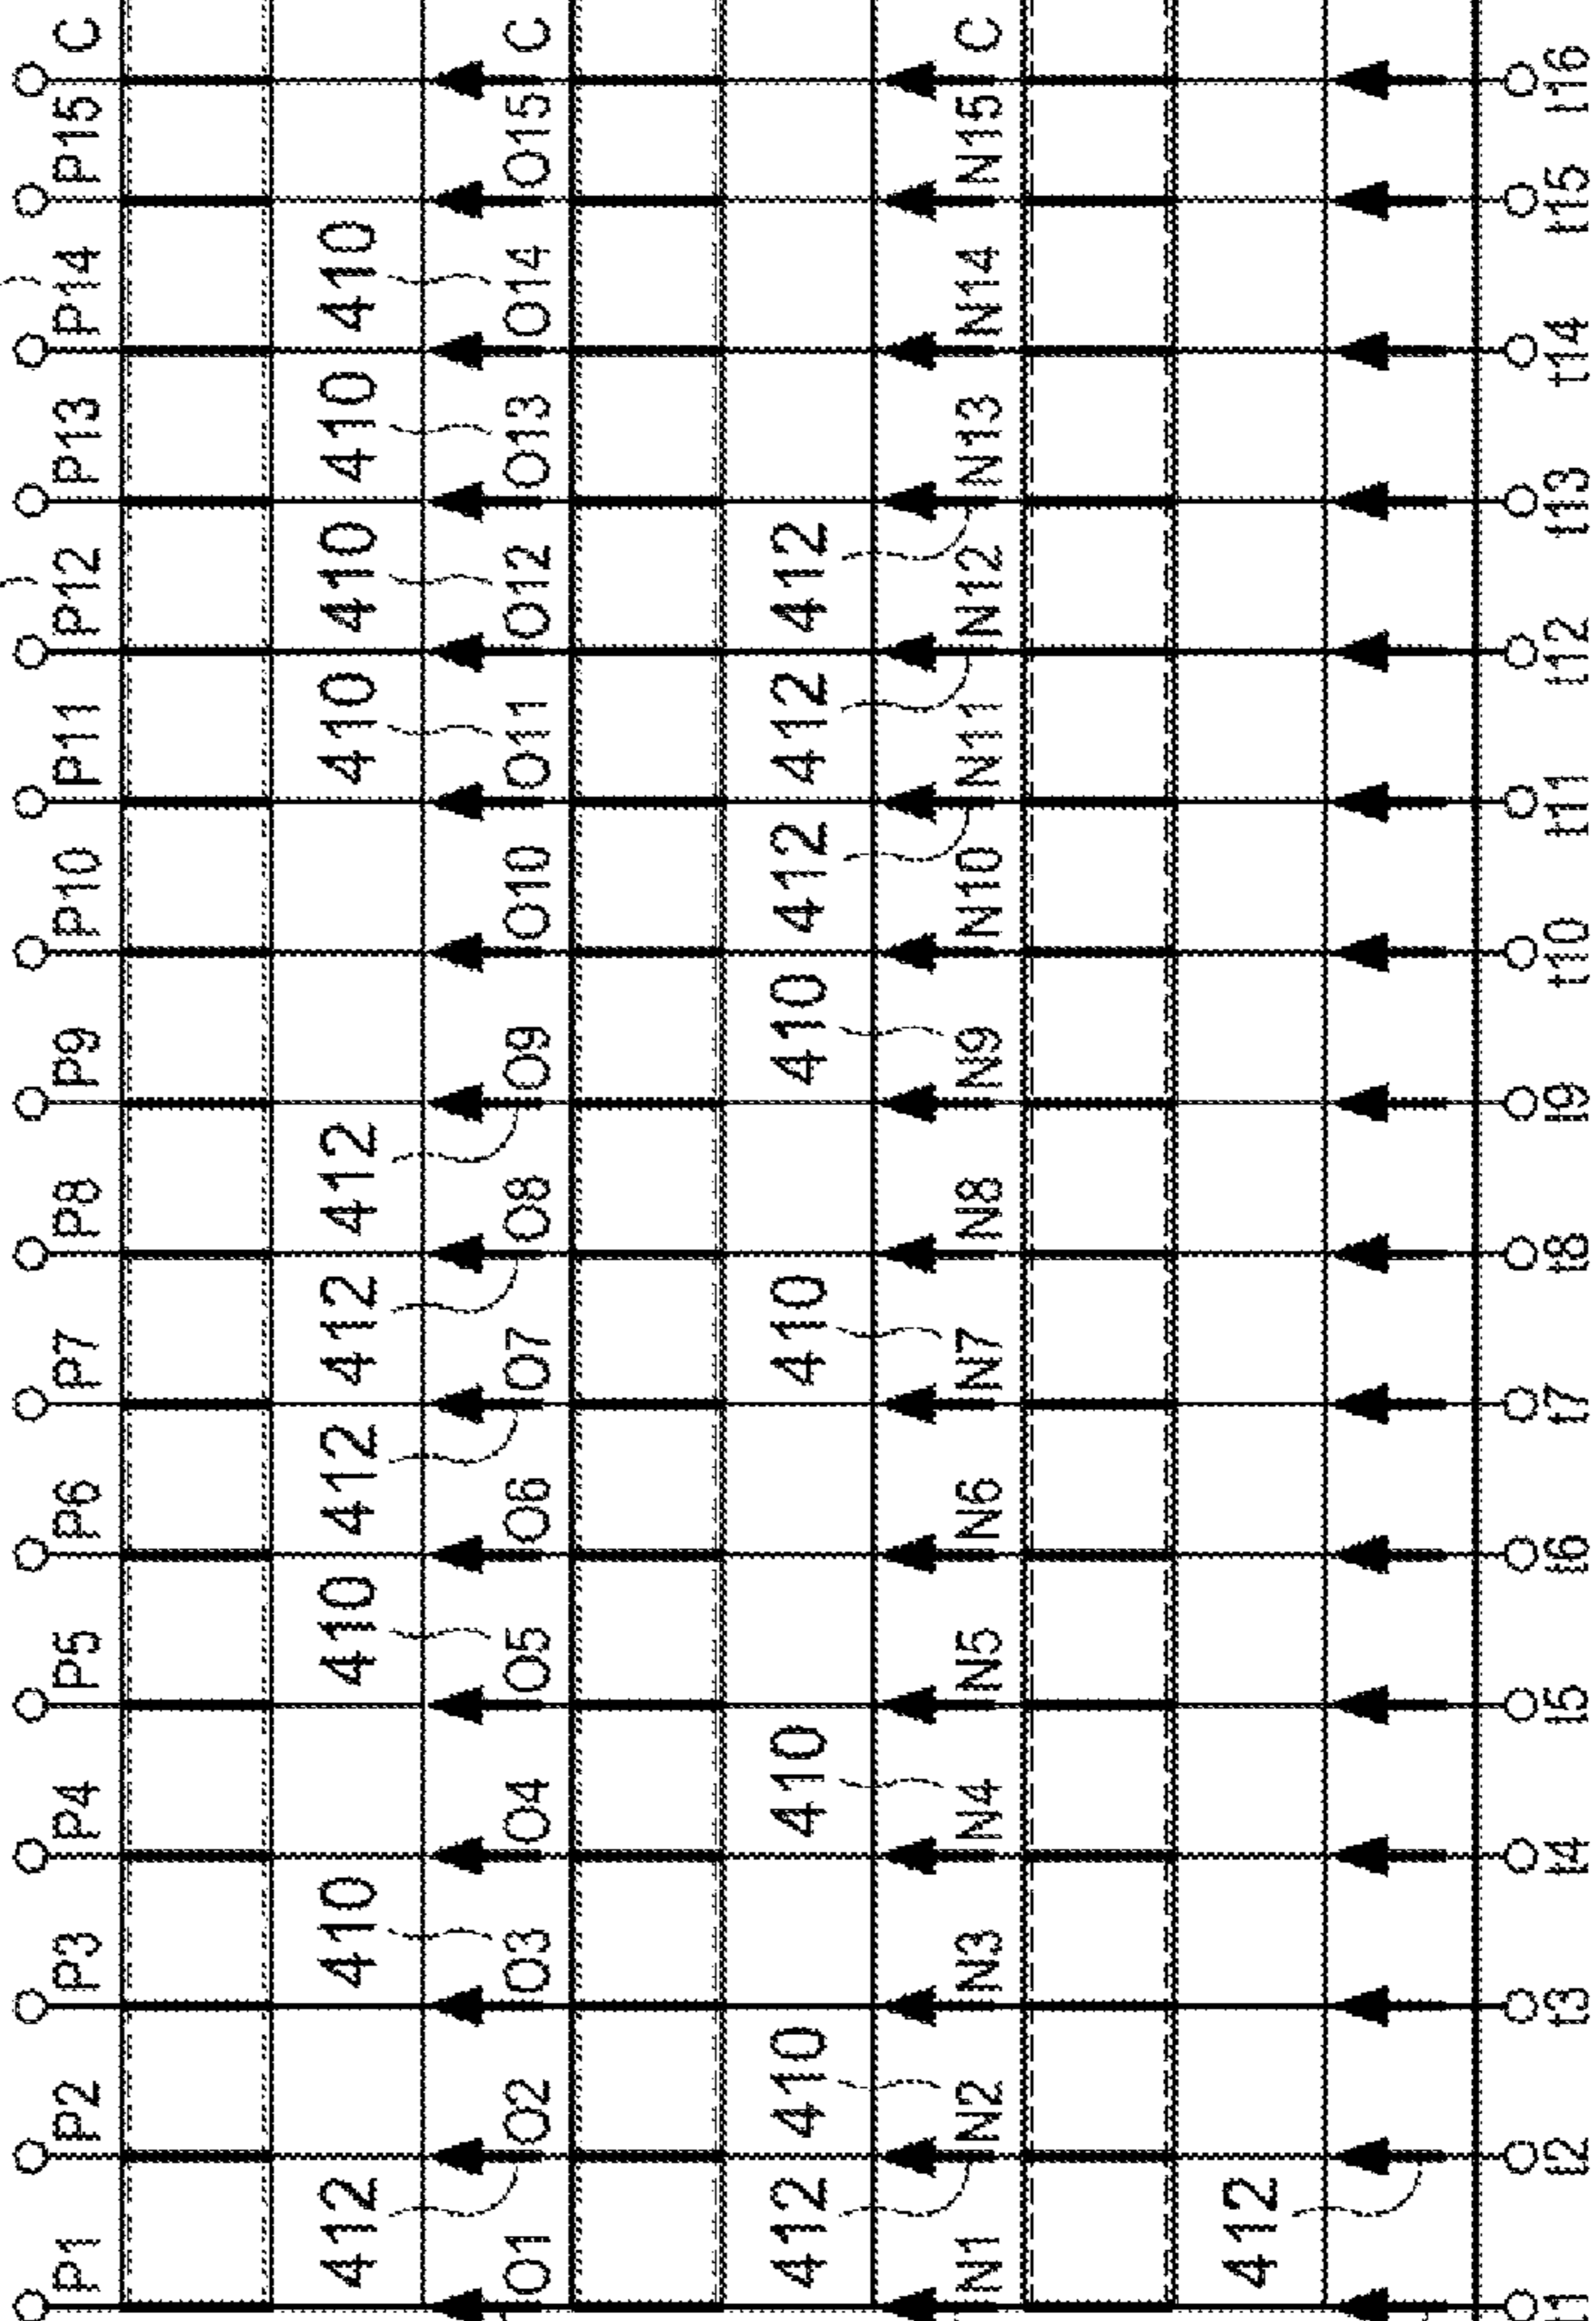 P1 P2 P3 P4 P5 P6 P7 P8 P9 P10 P11 P12 P13 P14 P15 C
412 410 410 412 412 412 410 410 410 410
O1 O2 O3 O4 O5 O6 O7 O8 O9 O10 O11 O12 O13 O14 O15 C
412 410 410 410 410 412 412 412
N1 N2 N3 N4 N5 N6 N7 N8 N9 N10 N11 N12 N13 N14 N15 C
412
t1 t2 t3 t4 t5 t6 t7 t8 t9 t10 t11 t12 t13 t14 t15 t16